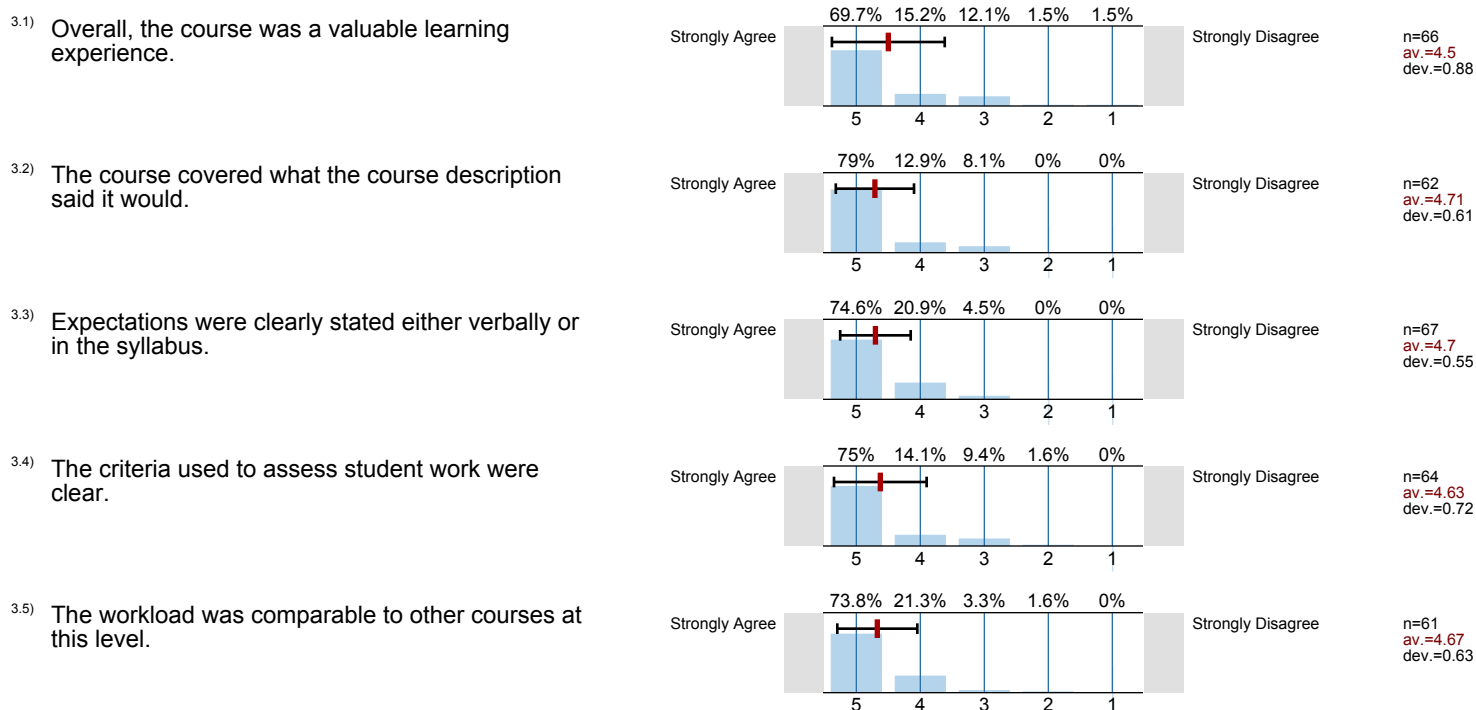 69.7% 15.2% 12.1% 1.5% 1.5%
3.1) Overall, the course was a valuable learning
experience.
Strongly Agree
Strongly Disagree
n=66
av.=4.5
dev.=0.88
5 4 3 2 1
79% 12.9% 8.1% 0% 0%
3.2) The course covered what the course description
said it would.
Strongly Agree
Strongly Disagree
n=62
av.=4.71
dev.=0.61
5 4 3 2 1
74.6% 20.9% 4.5% 0% 0%
3.3) Expectations were clearly stated either verbally or
in the syllabus.
Strongly Agree
Strongly Disagree
n=67
av.=4.7
dev.=0.55
5 4 3 2 1
75% 14.1% 9.4% 1.6% 0%
3.4) The criteria used to assess student work were
clear.
Strongly Agree
Strongly Disagree
n=64
av.=4.63
dev.=0.72
5 4 3 2 1
73.8% 21.3% 3.3% 1.6% 0%
3.5) The workload was comparable to other courses at
this level.
Strongly Agree
Strongly Disagree
n=61
av.=4.67
dev.=0.63
5 4 3 2 1